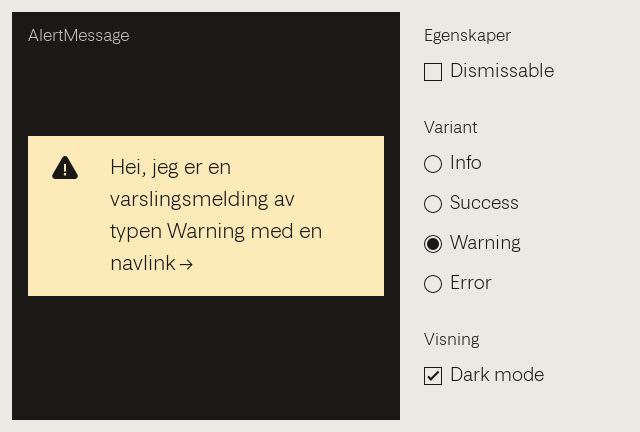 AlertMessage
Hei, jeg er en
varslingsmelding av
typen Warning med en
navlink →
Egenskaper
Dismissable
Variant
Info
Success
Warning
Error
Visning
Dark mode